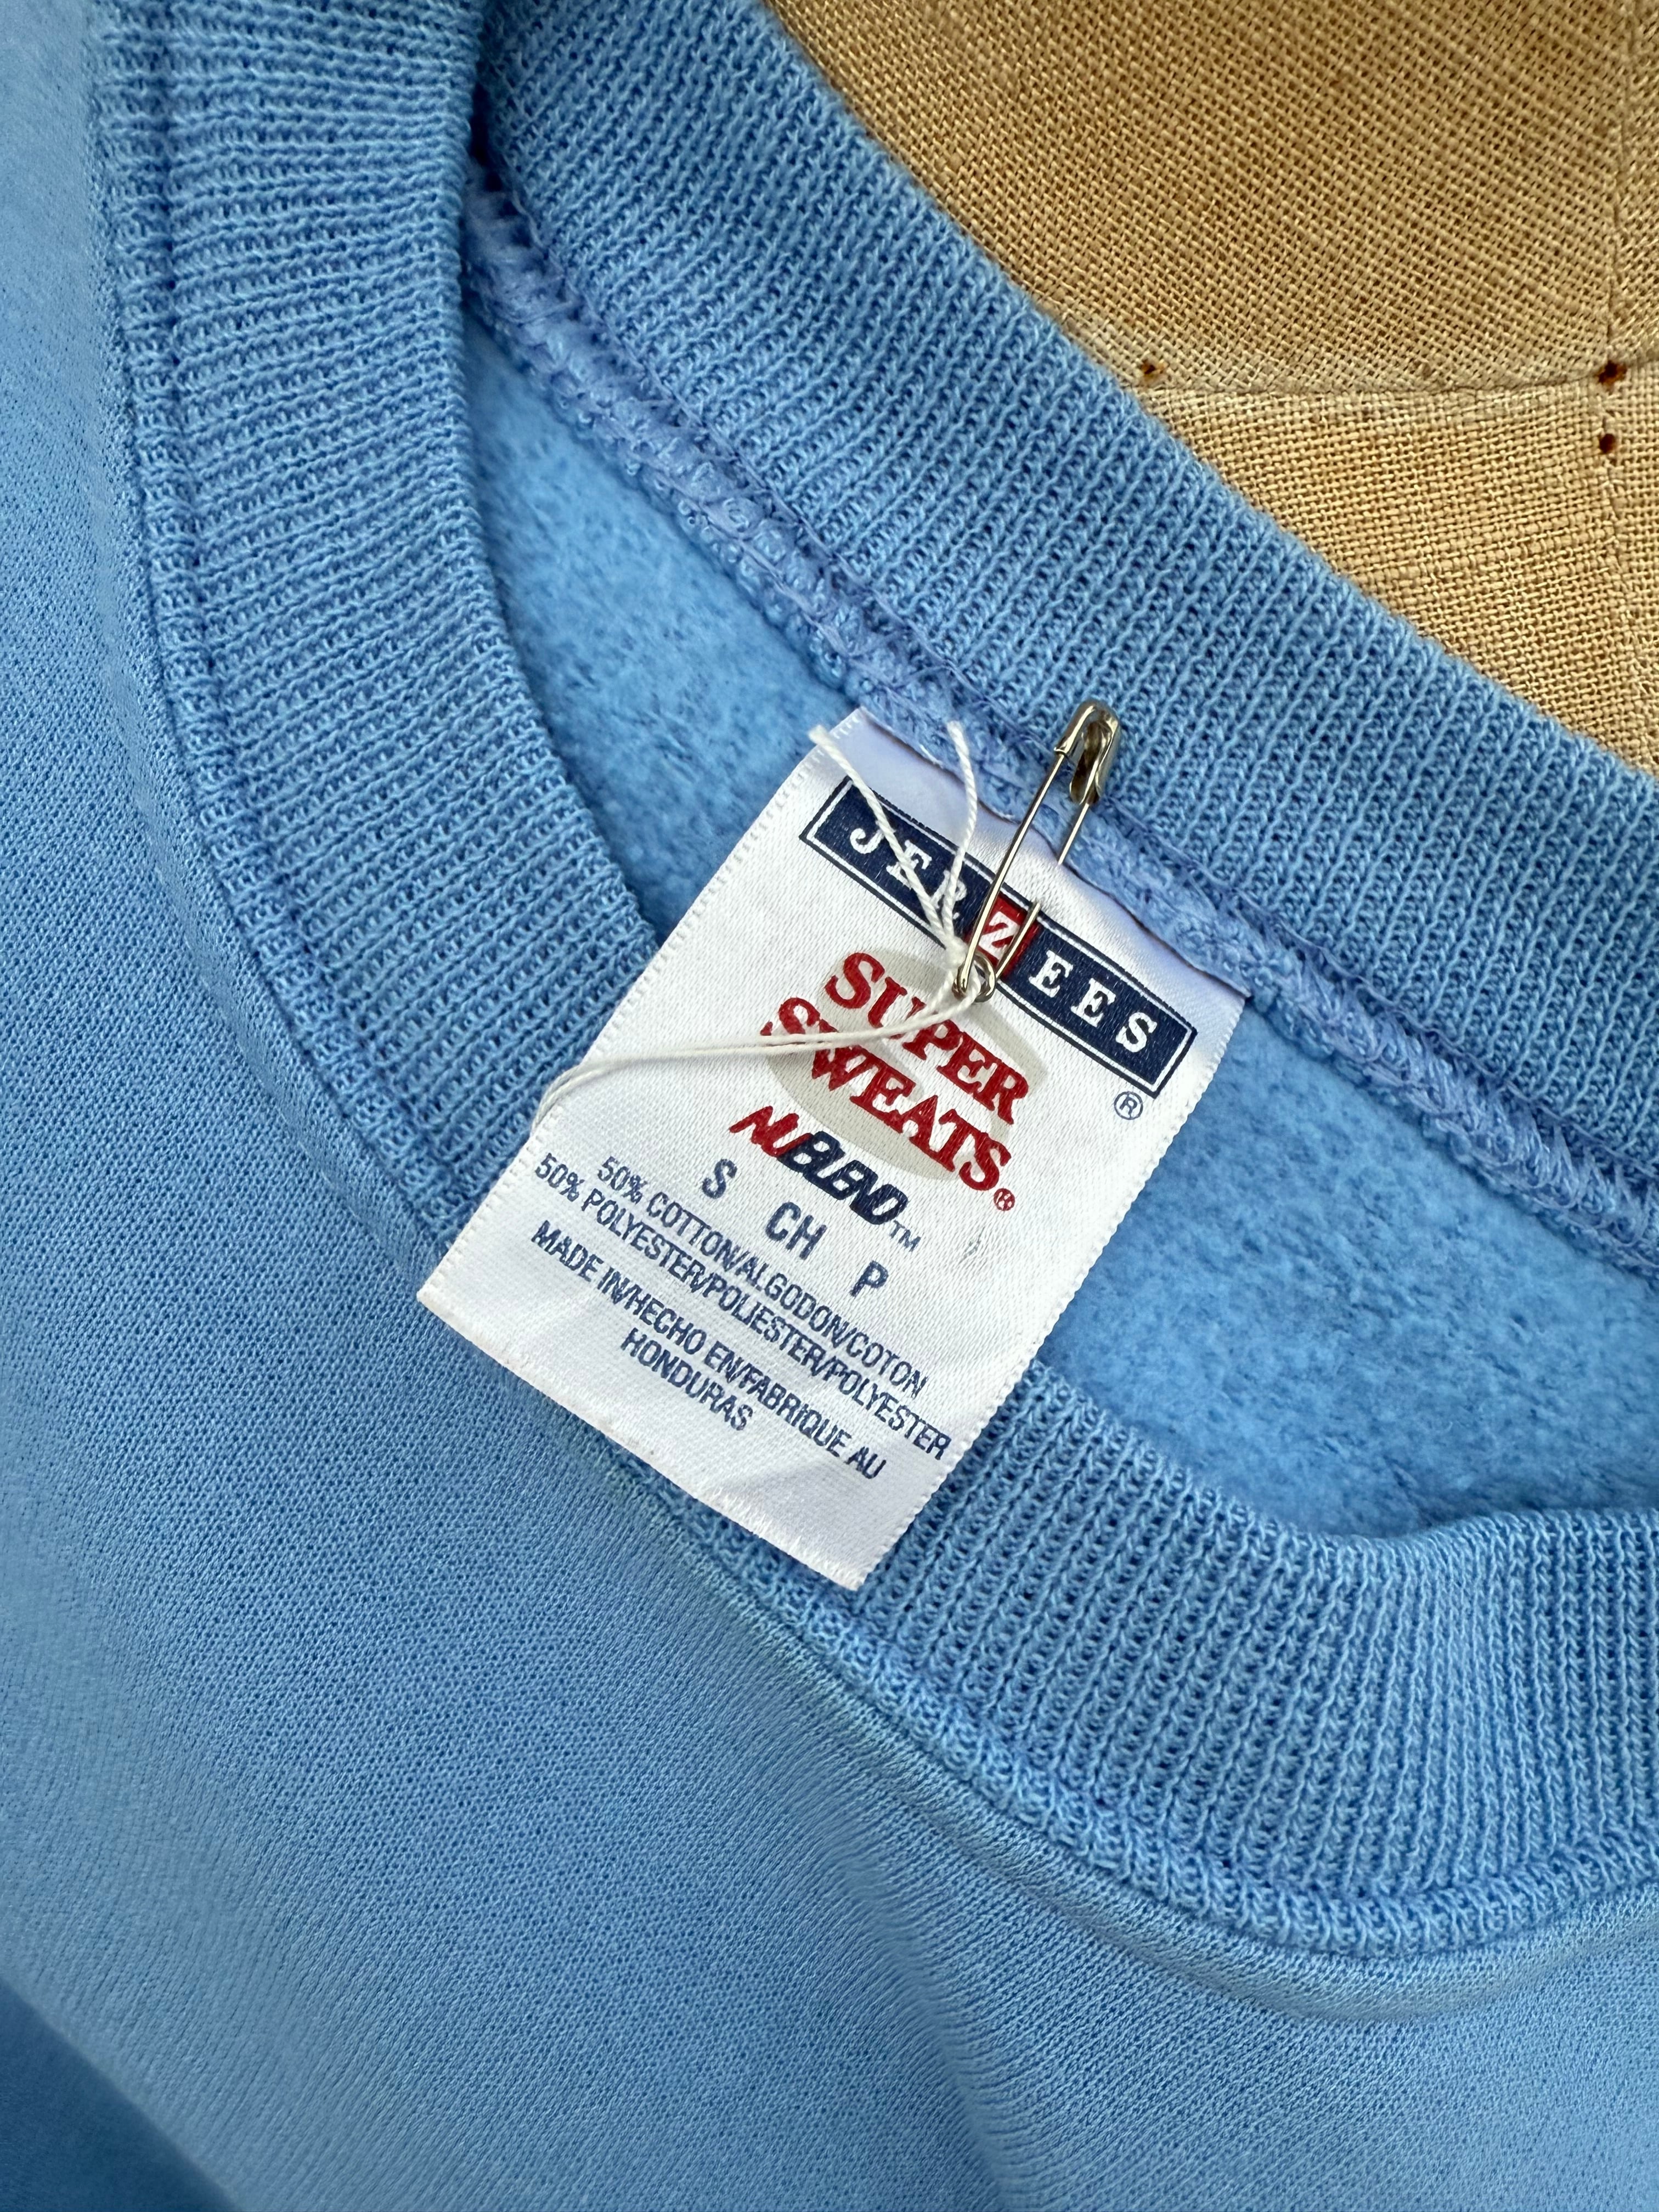 JERZEES®
SUPER
SWEATS®
NUBLEND™
S CH P
50% COTTON/ALGODON/COTON
50% POLYESTER/POLIESTER/POLYESTER
MADE IN/HECHO EN/FABRIQUE AU
HONDURAS